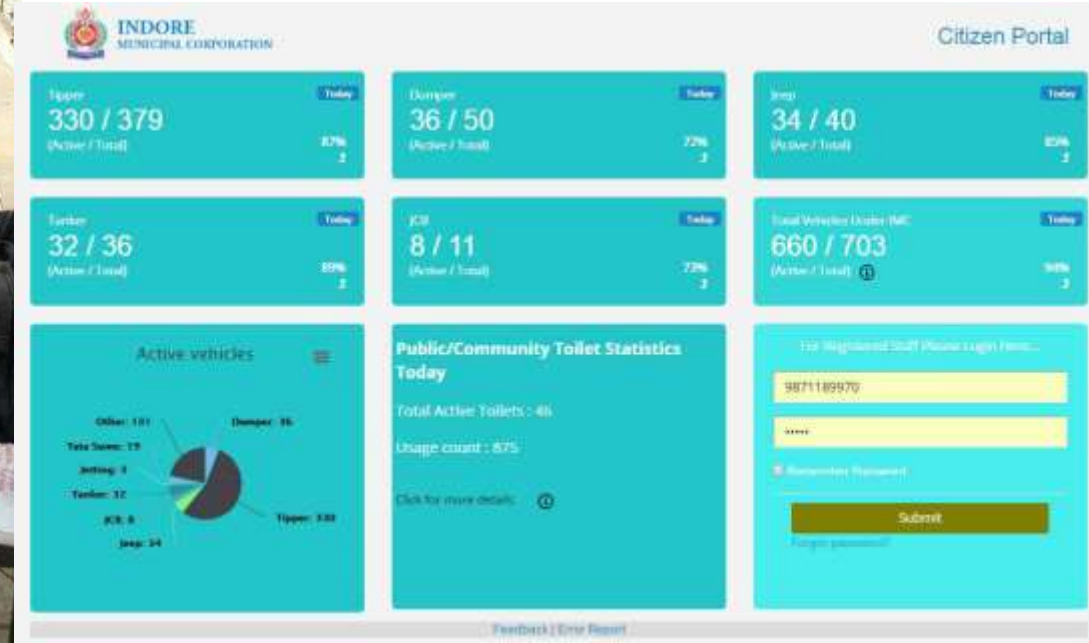 INDORE
MUNICIPAL CORPORATION
Citizen Portal
Tipper
Today
330 / 379
(Active / Total)
87%
Dumper
Today
36 / 50
(Active / Total)
72%
Jeep
Today
34 / 40
(Active / Total)
85%
Tanker
Today
32 / 36
(Active / Total)
89%
JCB
Today
8 / 11
(Active / Total)
73%
Total Vehicles Under IMC
Today
660 / 703
(Active / Total)
94%
Active vehicles
Other: 191
Dumper: 36
Tata Sumo: 19
Jetting: 
Tanker: 32
JCB: 8
Tipper: 330
Jeep: 34
Public/Community Toilet Statistics
Today
Total Active Toilets : 46
Usage count : 875
Click for more details
For Registered Staff Please Login Here...
9871189970
•••••
Remember Password
Submit
Forgot password?
Feedback | Error Report